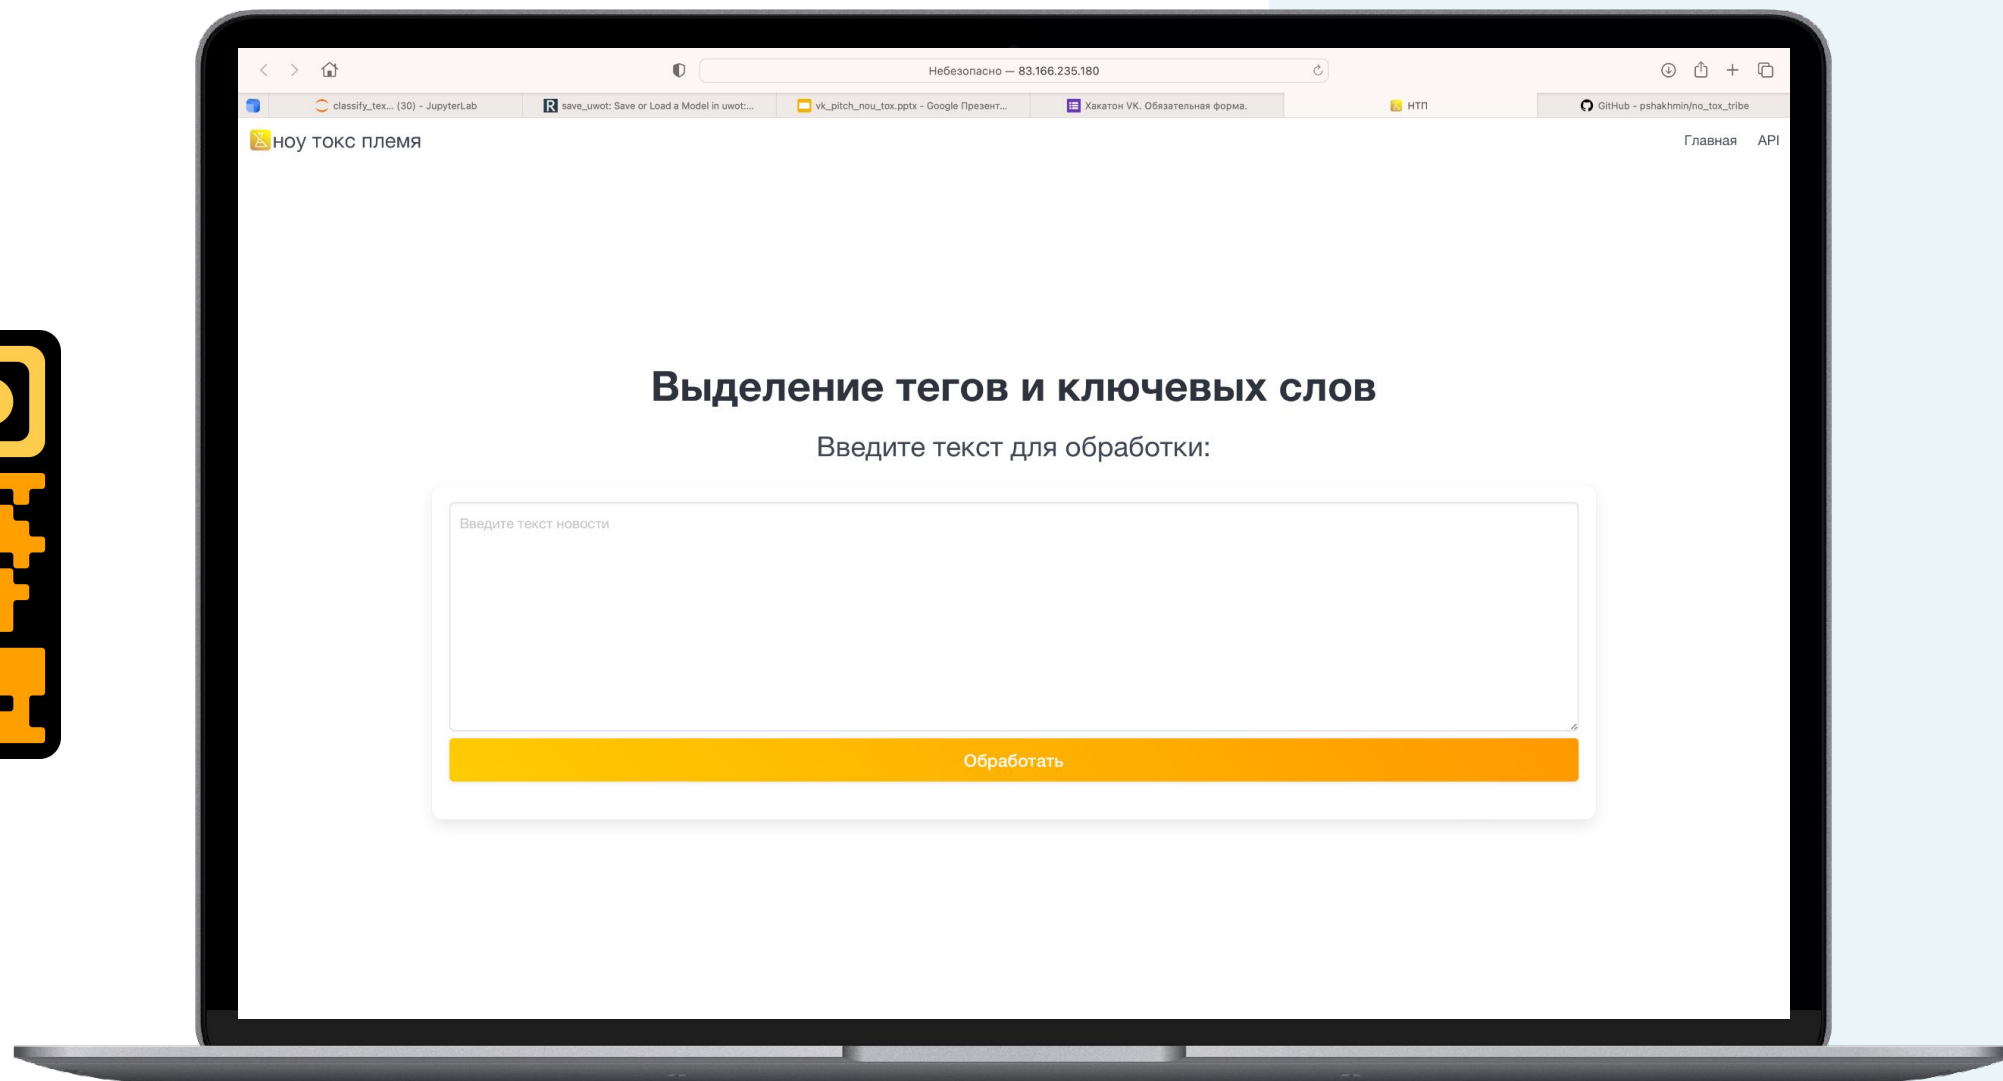 Небезопасно — 83.166.235.180
classify_tex... (30) - JupyterLab
R save_uwot: Save or Load a Model in uwot:...
vk_pitch_nou_tox.pptx - Google Презент...
Хакатон VK. Обязательная форма.
НТП
GitHub - pshakhmin/no_tox_tribe
ноу токс племя
Главная
API
Выделение тегов и ключевых слов
Введите текст для обработки:
Введите текст новости
Обработать